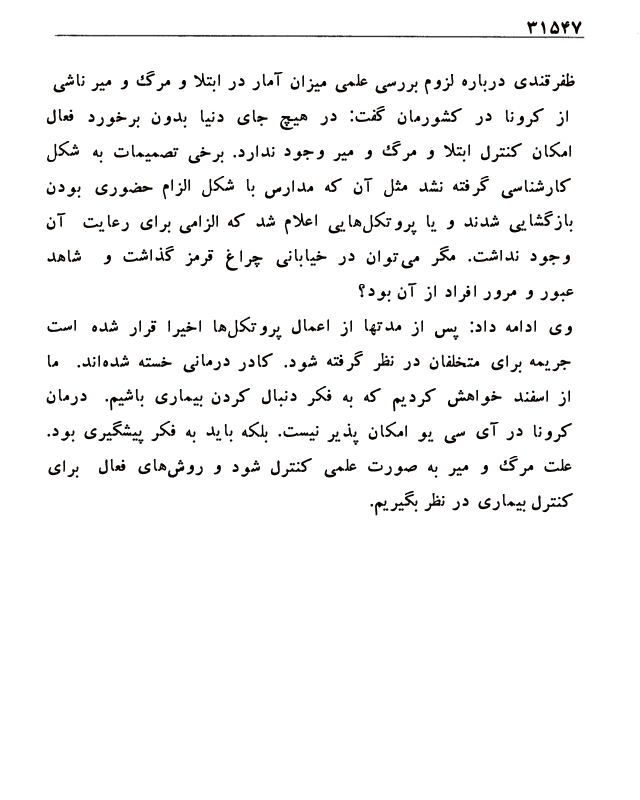 ۳۱۵۴۷
ظفرقندی درباره لزوم بررسی علمی میزان آمار در ابتلا و مرگ و میر ناشی
از کرونا در کشورمان گفت: در هیچ جای دنیا بدون برخورد فعال
امکان کنترل ابتلا و مرگ و میر وجود ندارد. برخی تصمیمات به شکل
کارشناسی گرفته نشد مثل آن که مدارس با شکل الزام حضوری بودن
بازگشایی شدند و یا پروتکل‌هایی اعلام شد که الزامی برای رعایت آن
وجود نداشت. مگر می‌توان در خیابانی چراغ قرمز گذاشت و شاهد
عبور و مرور افراد از آن بود؟
وی ادامه داد: پس از مدتها از اعمال پروتکل‌ها اخیرا قرار شده است
جریمه برای متخلفان در نظر گرفته شود. کادر درمانی خسته شده‌اند. ما
از اسفند خواهش کردیم که به فکر دنبال کردن بیماری باشیم. درمان
کرونا در آی سی یو امکان پذیر نیست. بلکه باید به فکر پیشگیری بود.
علت مرگ و میر به صورت علمی کنترل شود و روش‌های فعال برای
کنترل بیماری در نظر بگیریم.